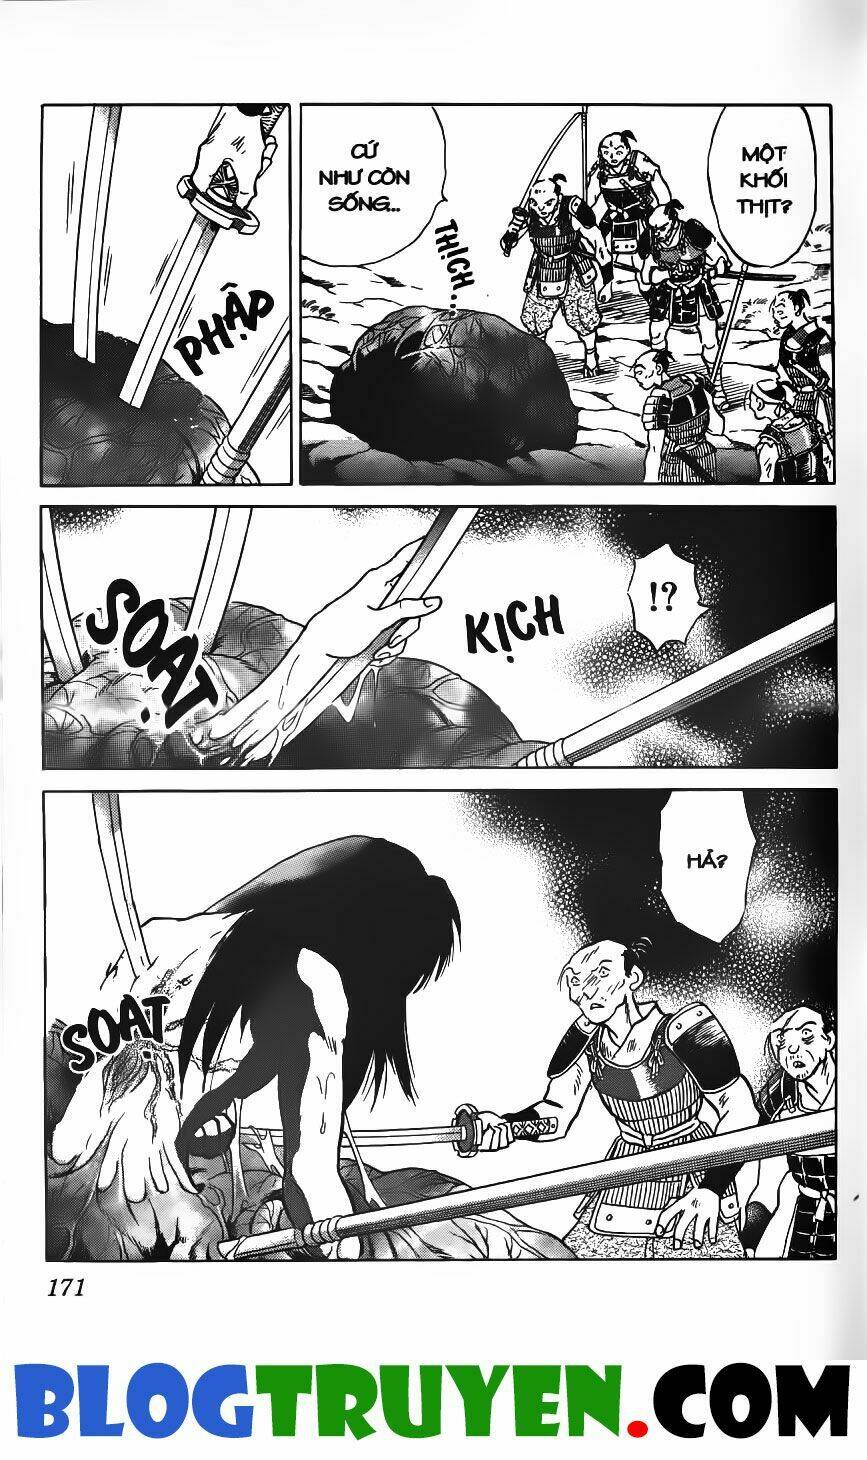 MỘT
KHỐI
THỊT?
CỨ
NHƯ CÒN
SỐNG...
THỊCH...
PHẬP
!?
KỊCH
SOẠT
HẢ?
SOẠT
171
BLOGTRUYEN.COM